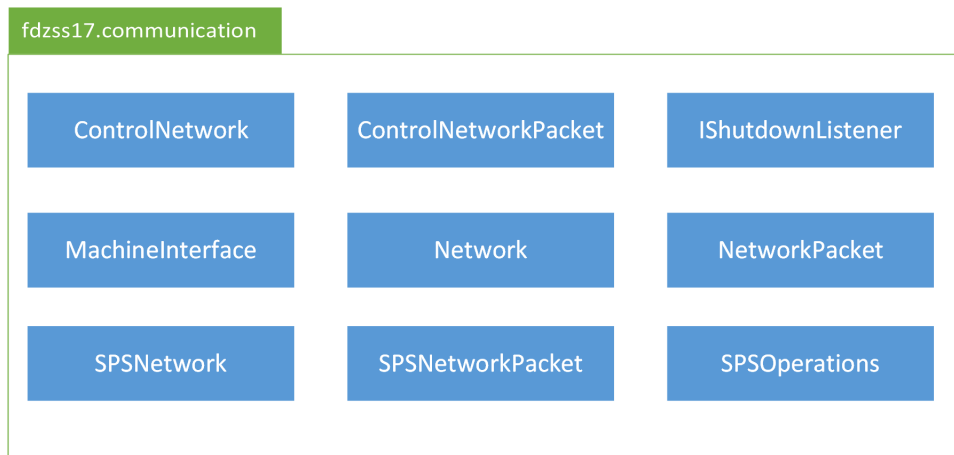 fdzss17.communication
ControlNetwork
ControlNetworkPacket
IShutdownListener
MachineInterface
Network
NetworkPacket
SPSNetwork
SPSNetworkPacket
SPSOperations